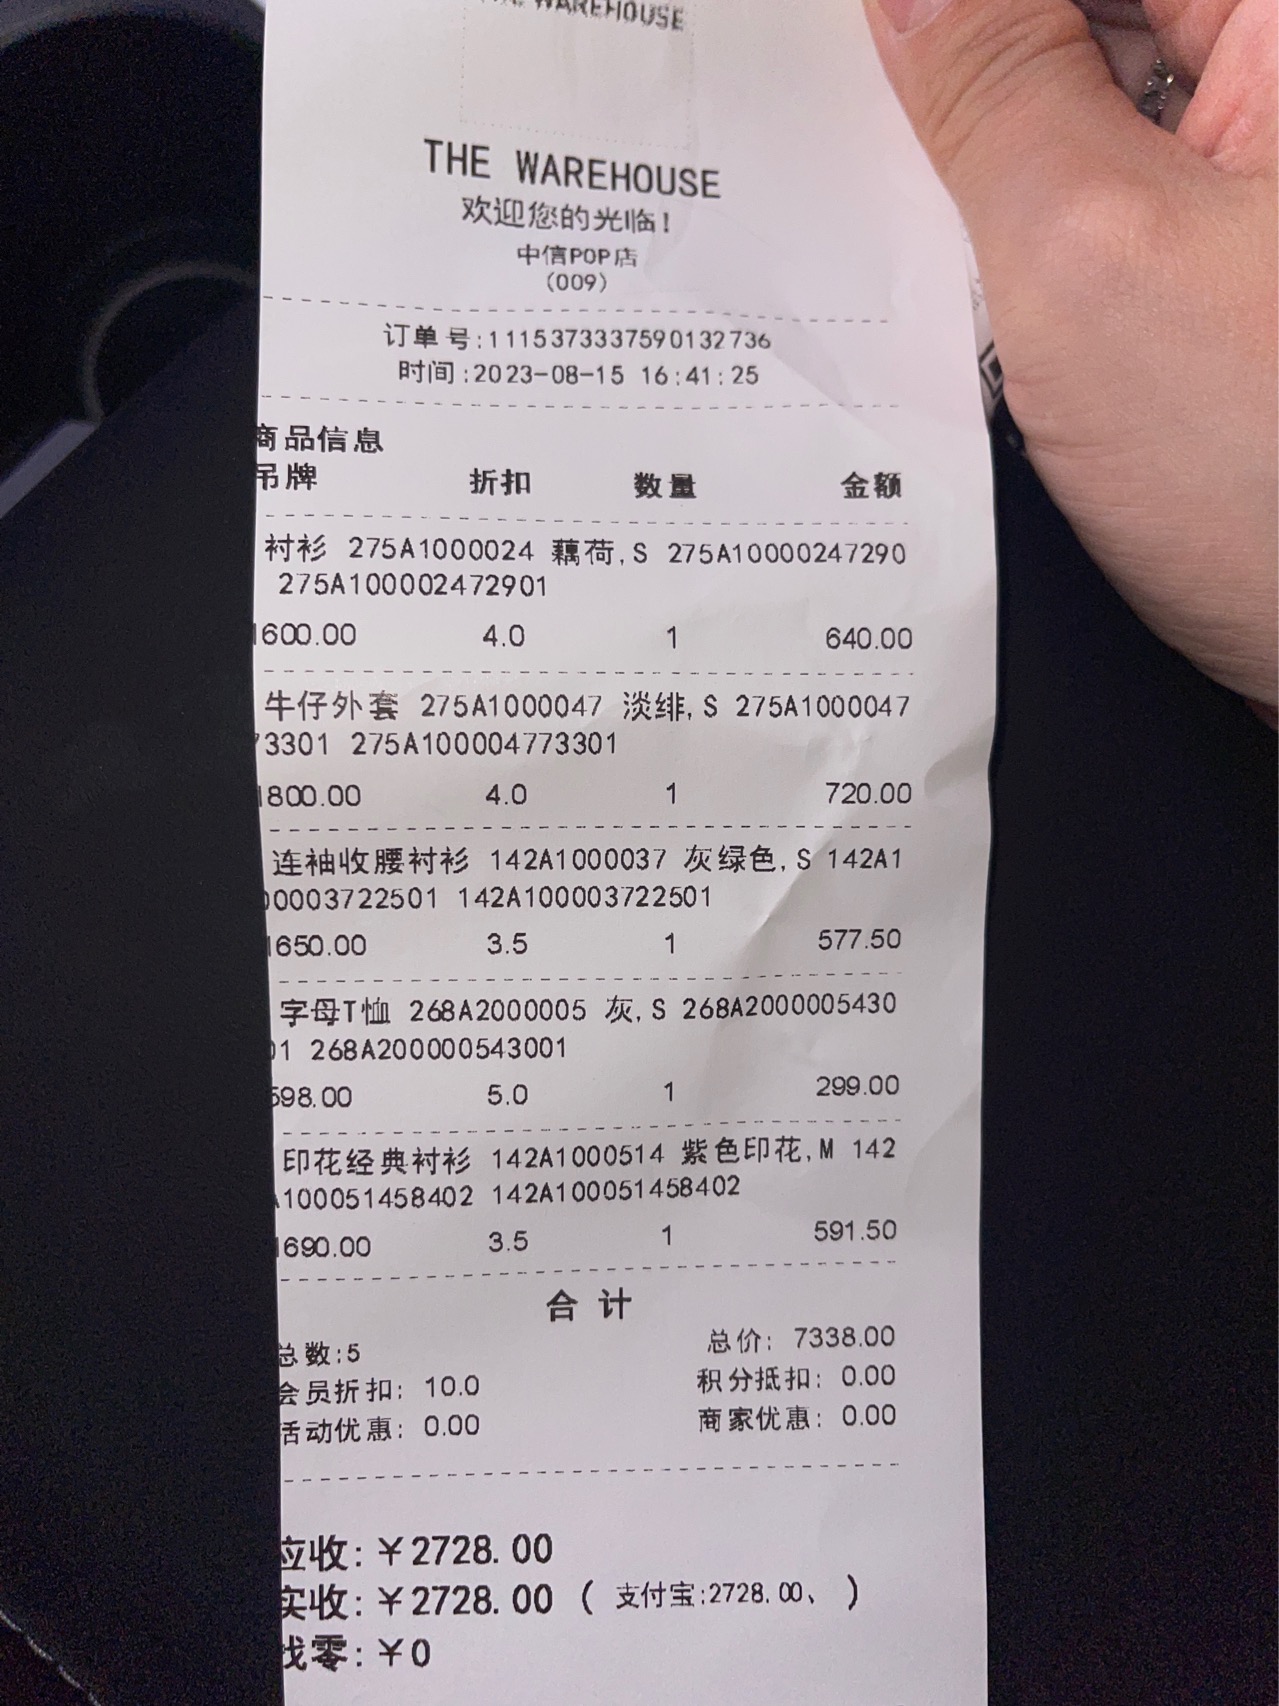 WAREHOUSE
THE WAREHOUSE
欢迎您的光临!
中信POP店
(009)
订单号:1115373337590132736
时间:2023-08-15 16:41:25
商品信息
吊牌 折扣 数量 金额
衬衫 275A1000024 藕荷,S 275A10000247290
275A100002472901
1600.00 4.0 1 640.00
牛仔外套 275A1000047 淡绯,S 275A1000047
73301 275A100004773301
1800.00 4.0 1 720.00
连袖收腰衬衫 142A1000037 灰绿色,S 142A1
00003722501 142A100003722501
1650.00 3.5 1 577.50
字母T恤 268A2000005 灰,S 268A2000005430
01 268A200000543001
598.00 5.0 1 299.00
印花经典衬衫 142A1000514 紫色印花,M 142
A100051458402 142A100051458402
1690.00 3.5 1 591.50
合计
总数:5 总价: 7338.00
会员折扣: 10.0 积分抵扣: 0.00
活动优惠: 0.00 商家优惠: 0.00
应收:￥2728.00
实收:￥2728.00 ( 支付宝:2728.00、 )
找零:￥0